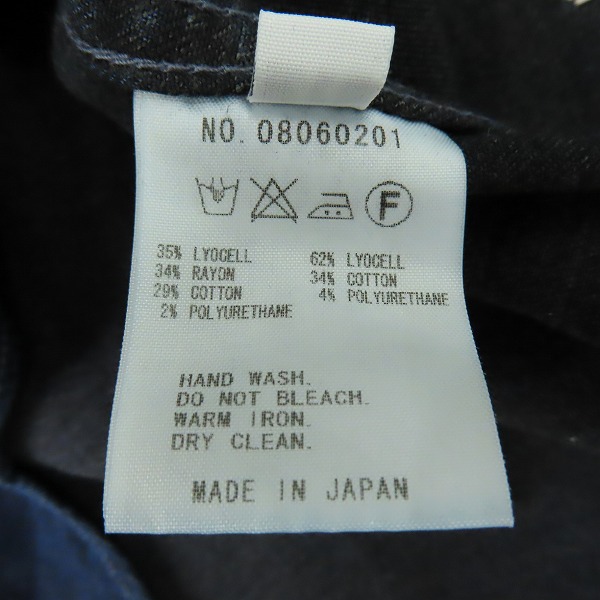 NO. 08060201
F
35% LYOCELL
34% RAYON
29% COTTON
2% POLYURETHANE
62% LYOCELL
34% COTTON
4% POLYURETHANE
HAND WASH.
DO NOT BLEACH.
WARM IRON.
DRY CLEAN.
MADE IN JAPAN